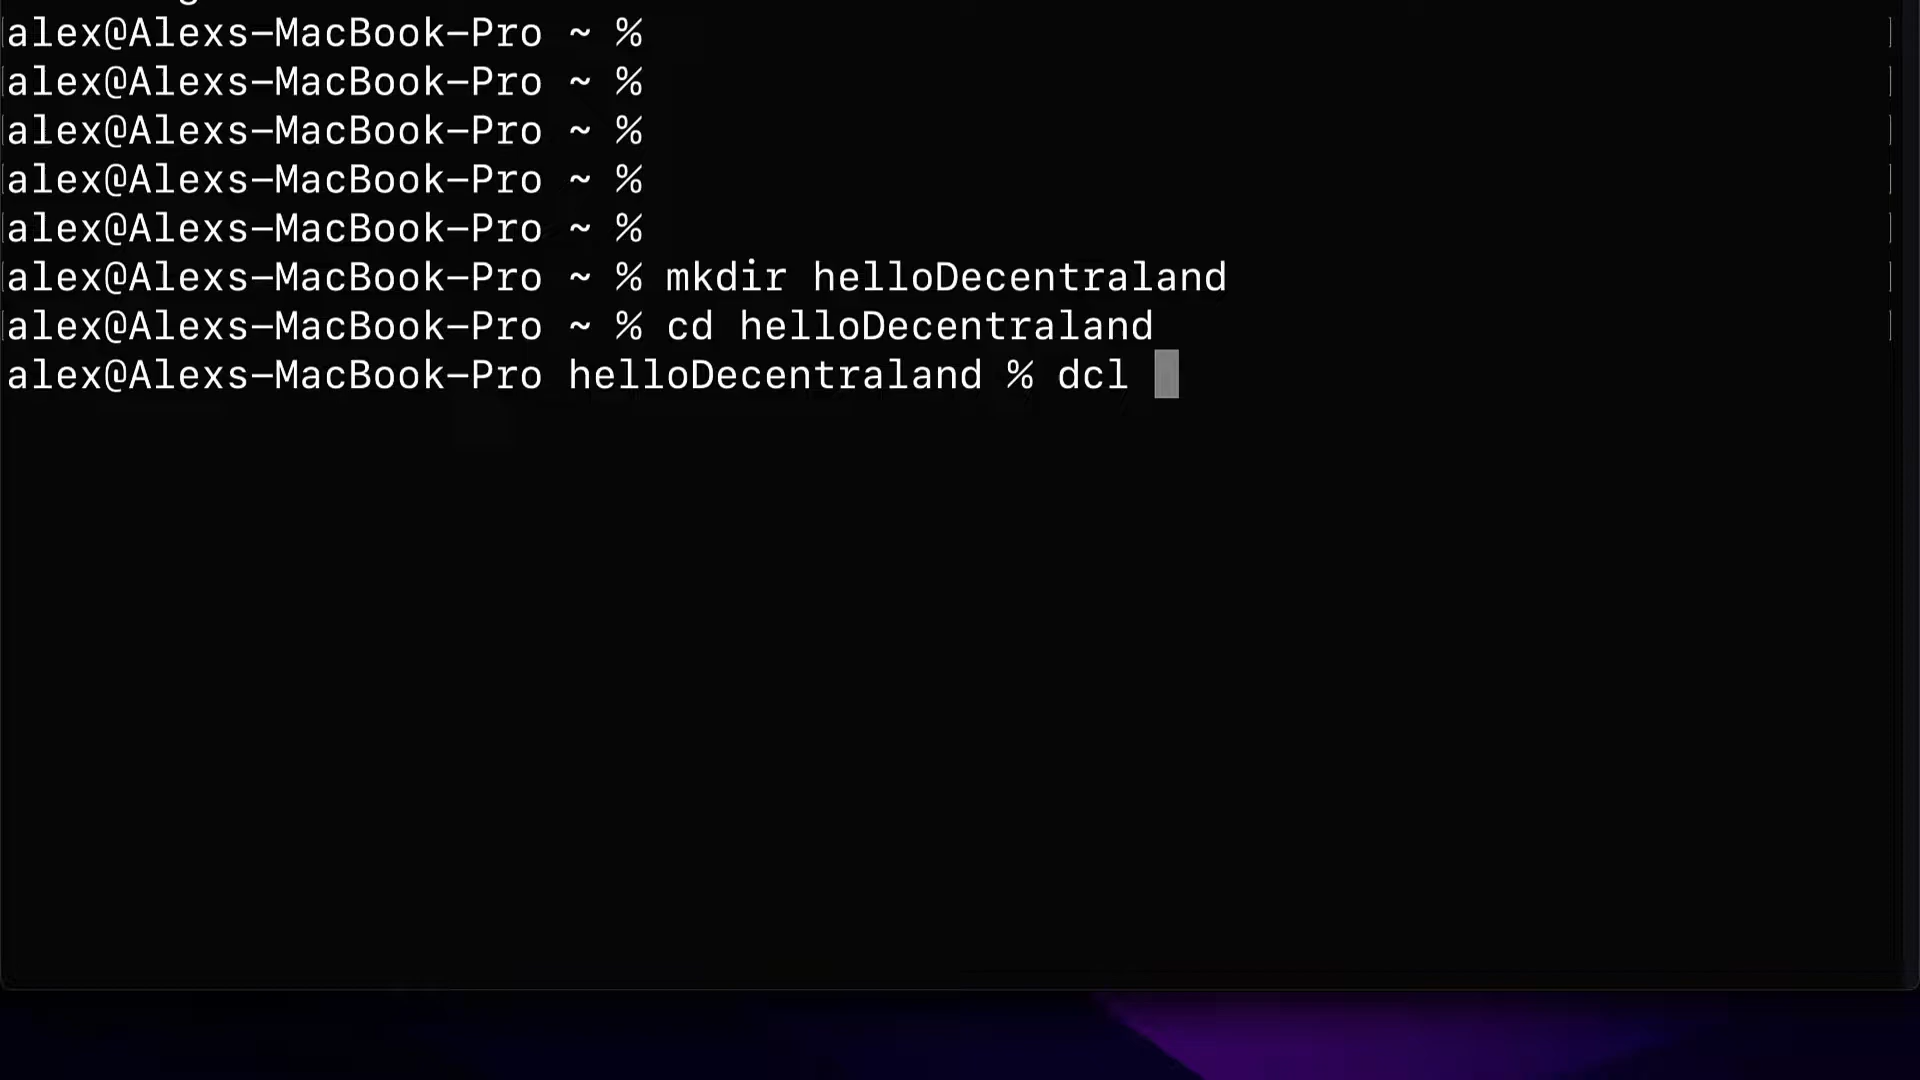 alex@Alexs-MacBook-Pro ~ %
alex@Alexs-MacBook-Pro ~ %
alex@Alexs-MacBook-Pro ~ %
alex@Alexs-MacBook-Pro ~ %
alex@Alexs-MacBook-Pro ~ %
alex@Alexs-MacBook-Pro ~ % mkdir helloDecentraland
alex@Alexs-MacBook-Pro ~ % cd helloDecentraland
alex@Alexs-MacBook-Pro helloDecentraland % dcl